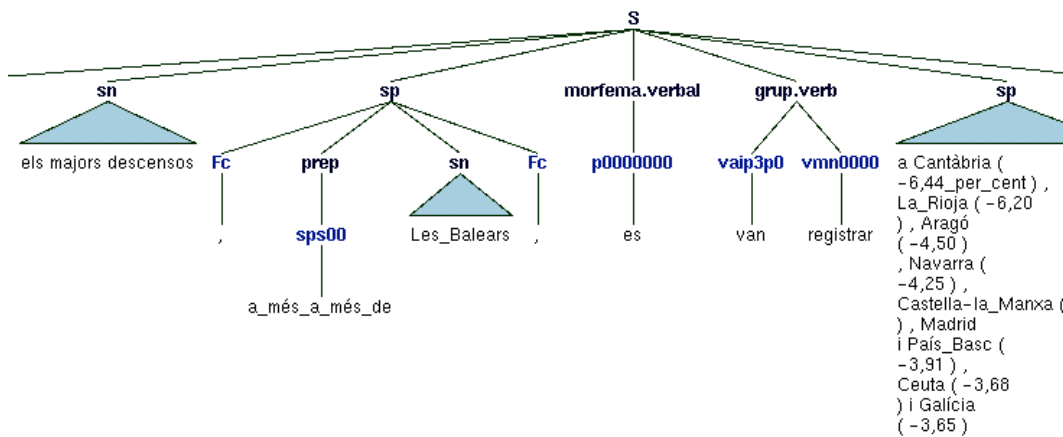 S
sn sp morfema.verbal grup.verb sp
els majors descensos Fc prep sn Fc p0000000 vaip3p0 vmn0000 a Cantàbria (
-6,44_per_cent) ,
La_Rioja ( -6,20
, sps00 Les_Balears , es van registrar ) , Aragó
(-4,50)
, Navarra (
a_més_a_més_de -4,25) ,
Castella-la_Manxa (
) , Madrid
i País_Basc (
-3,91) ,
Ceuta (-3,68
) i Galícia
(-3,65)